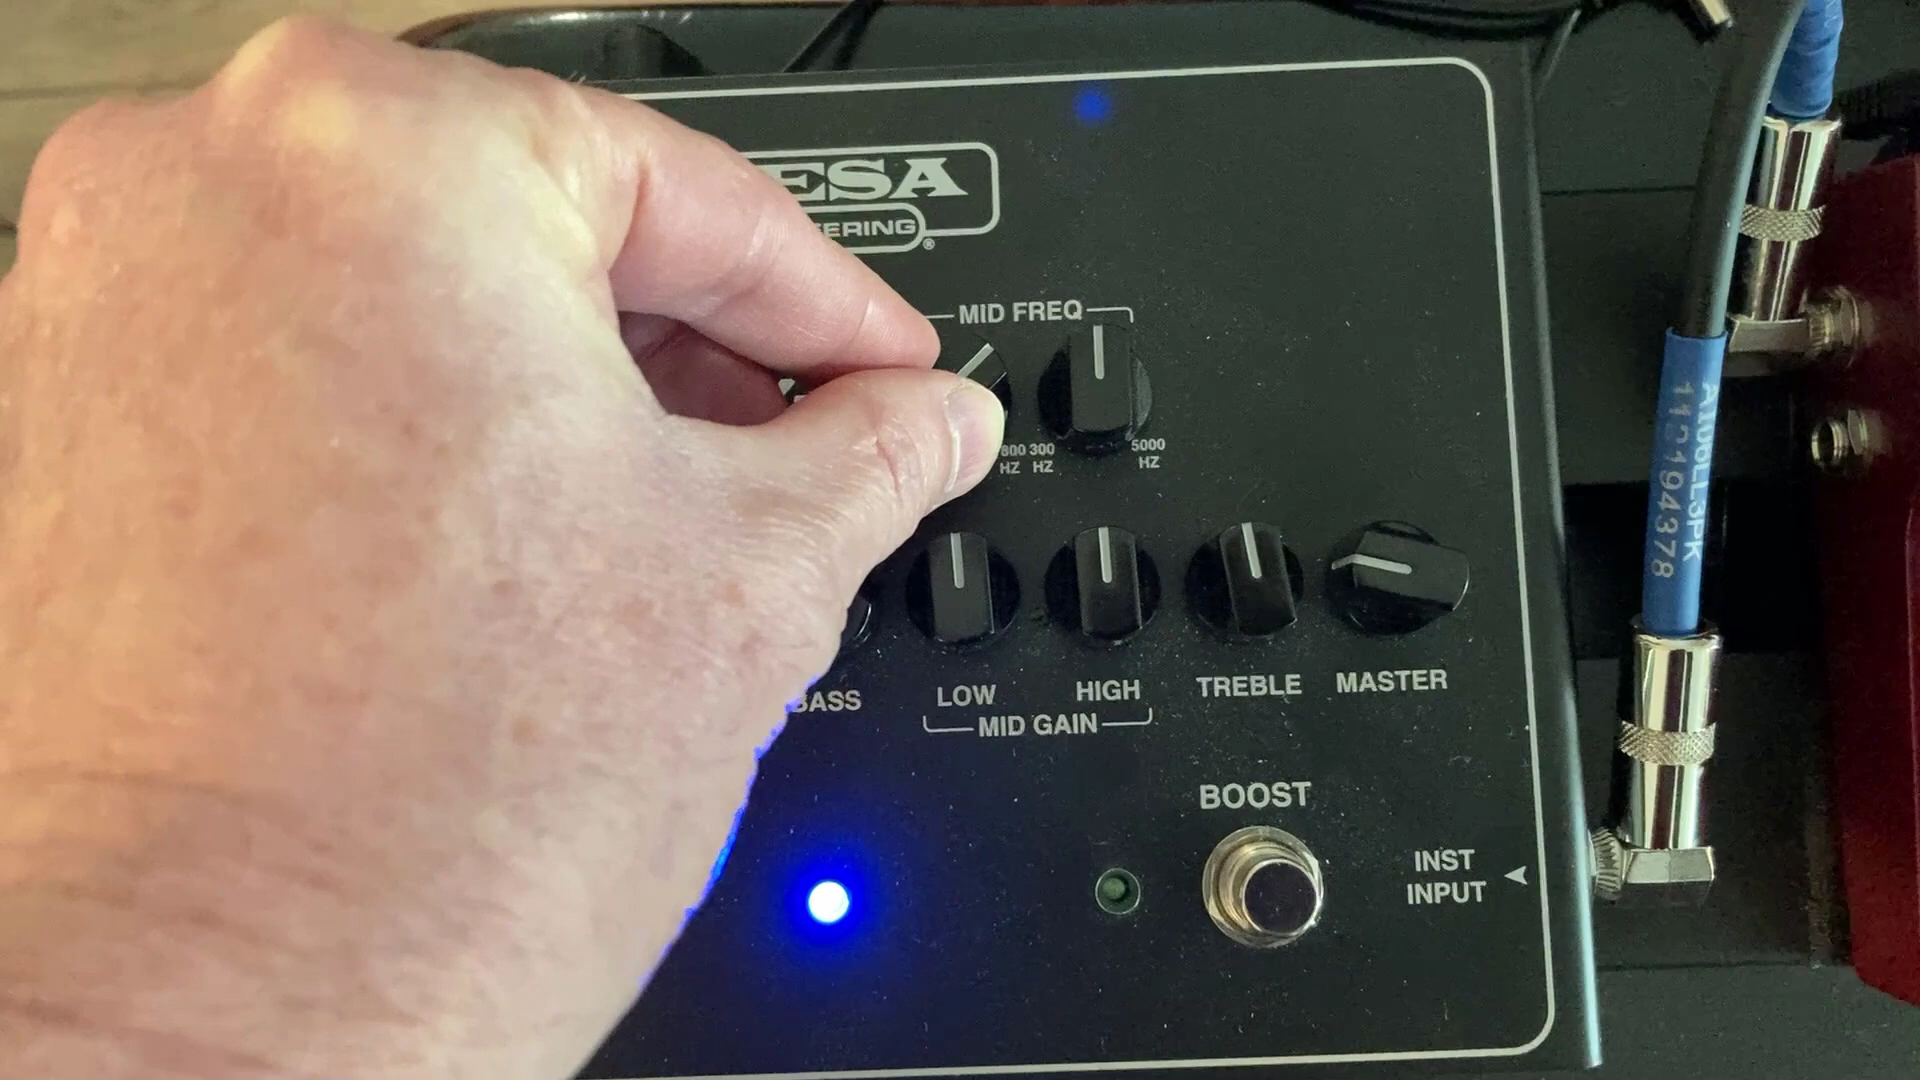 ESA
EERING®
MID FREQ
800 300 5000
HZ HZ HZ
BASS LOW HIGH TREBLE MASTER
MID GAIN
BOOST
INST
INPUT